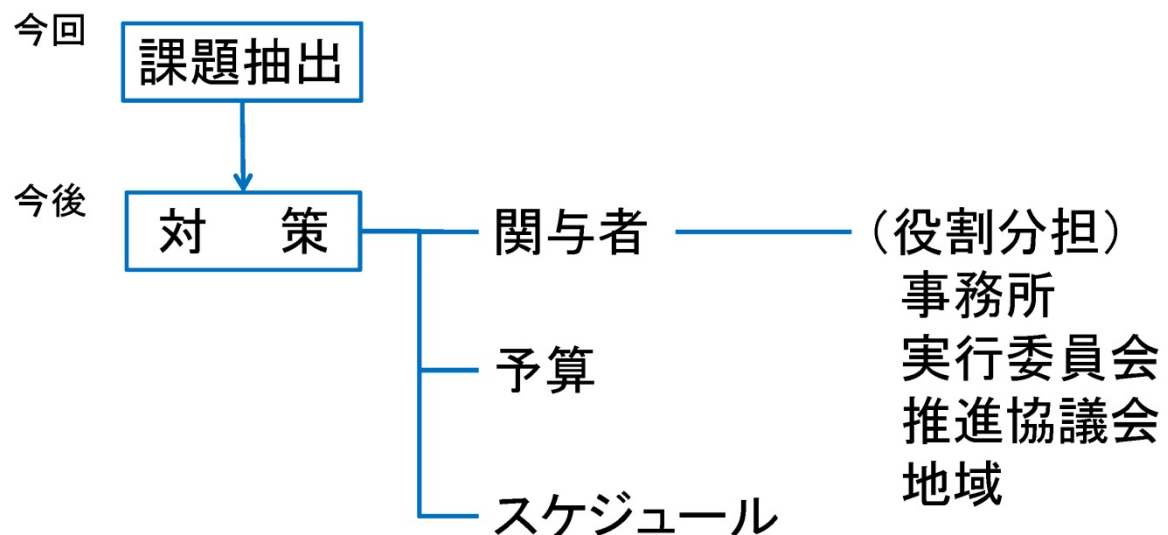 今回
課題抽出
今後
対　策
関与者
（役割分担）
事務所
実行委員会
推進協議会
地域
予算
スケジュール